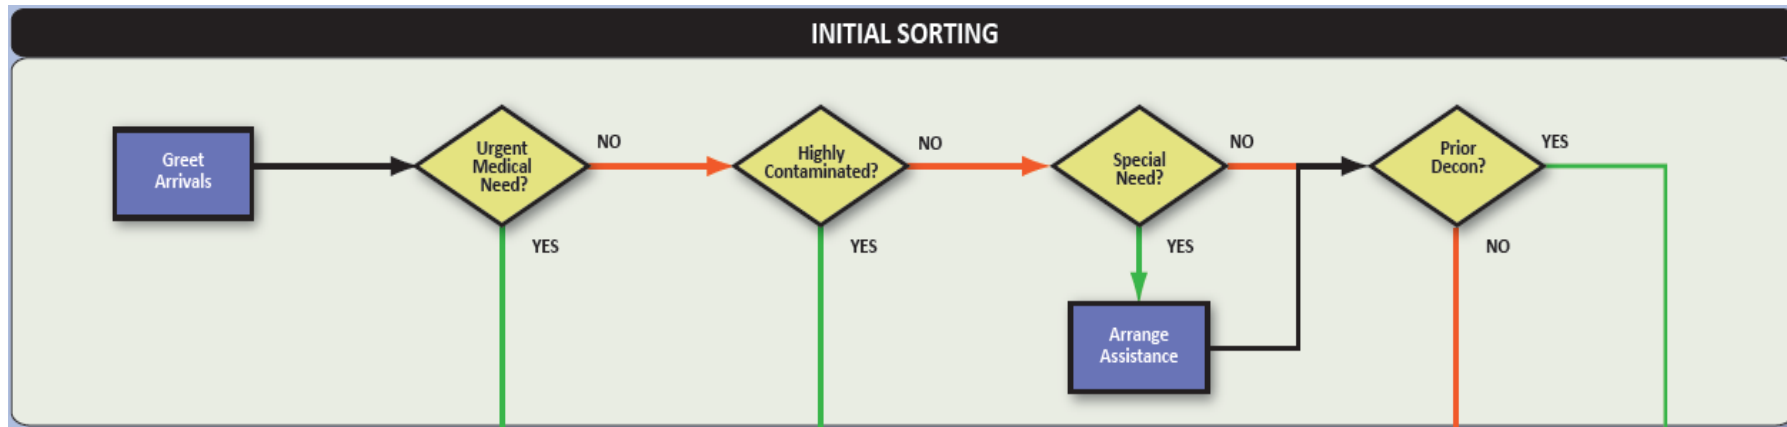 INITIAL SORTING
Greet
Arrivals
Urgent
Medical
Need?
NO
YES
Highly
Contaminated?
NO
YES
Special
Need?
NO
YES
Arrange
Assistance
Prior
Decon?
YES
NO